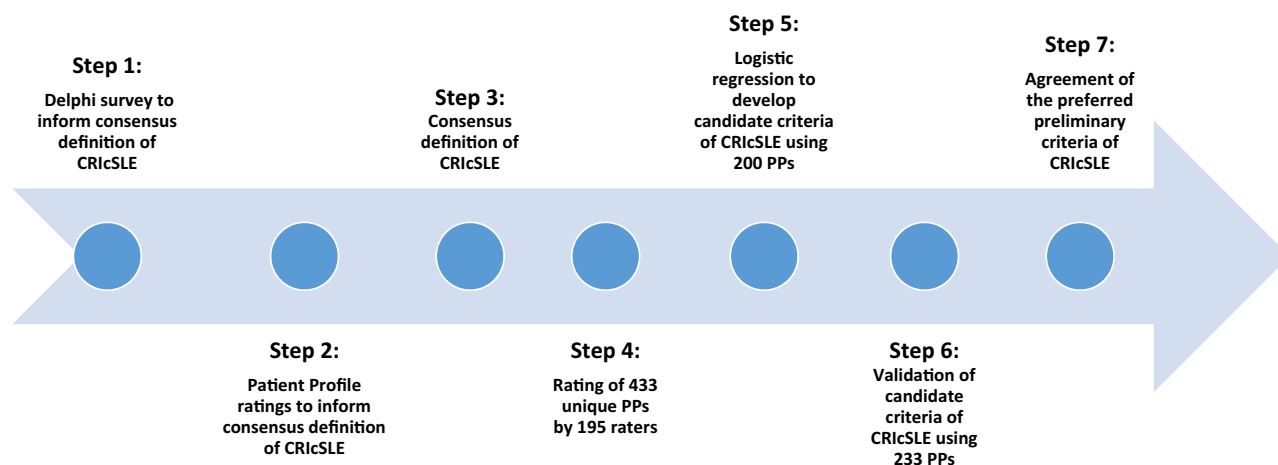 Step 1:
Delphi survey to
inform consensus
definition of
CRIcSLE
Step 2:
Patient Profile
ratings to inform
consensus definition
of CRIcSLE
Step 3:
Consensus
definition of
CRIcSLE
Step 4:
Rating of 433
unique PPs
by 195 raters
Step 5:
Logistic
regression to
develop
candidate criteria
of CRIcSLE using
200 PPs
Step 6:
Validation of
candidate
criteria of
CRIcSLE using
233 PPs
Step 7:
Agreement of
the preferred
preliminary
criteria of
CRIcSLE